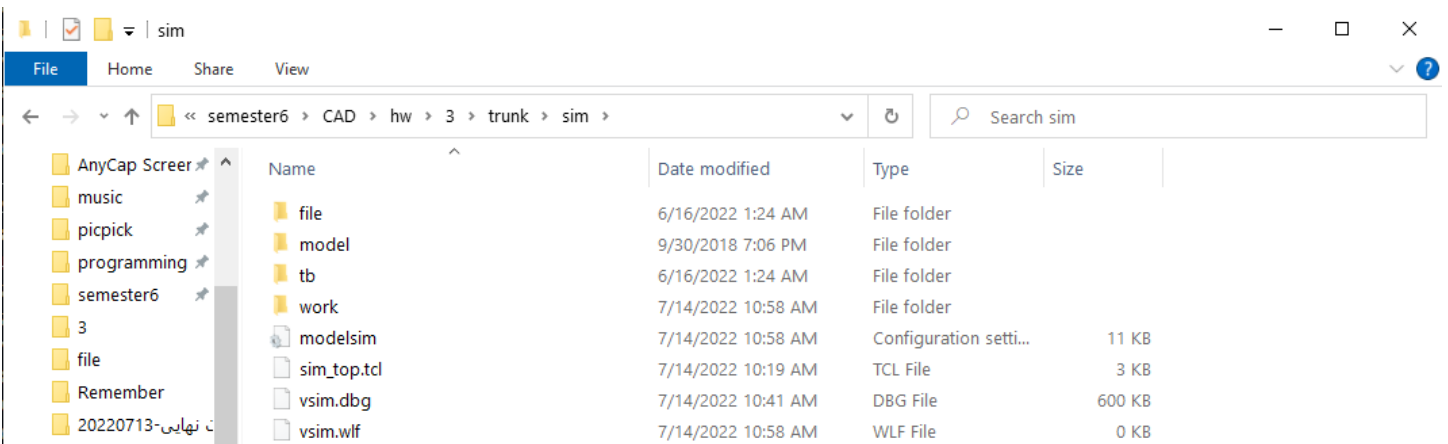 sim
File Home Share View
« semester6 > CAD > hw > 3 > trunk > sim >
Search sim
AnyCap Screer
music
picpick
programming
semester6
3
file
Remember
ت نهایی-20220713
Name Date modified Type Size
file 6/16/2022 1:24 AM File folder
model 9/30/2018 7:06 PM File folder
tb 6/16/2022 1:24 AM File folder
work 7/14/2022 10:58 AM File folder
modelsim 7/14/2022 10:58 AM Configuration setti... 11 KB
sim_top.tcl 7/14/2022 10:19 AM TCL File 3 KB
vsim.dbg 7/14/2022 10:41 AM DBG File 600 KB
vsim.wlf 7/14/2022 10:58 AM WLF File 0 KB